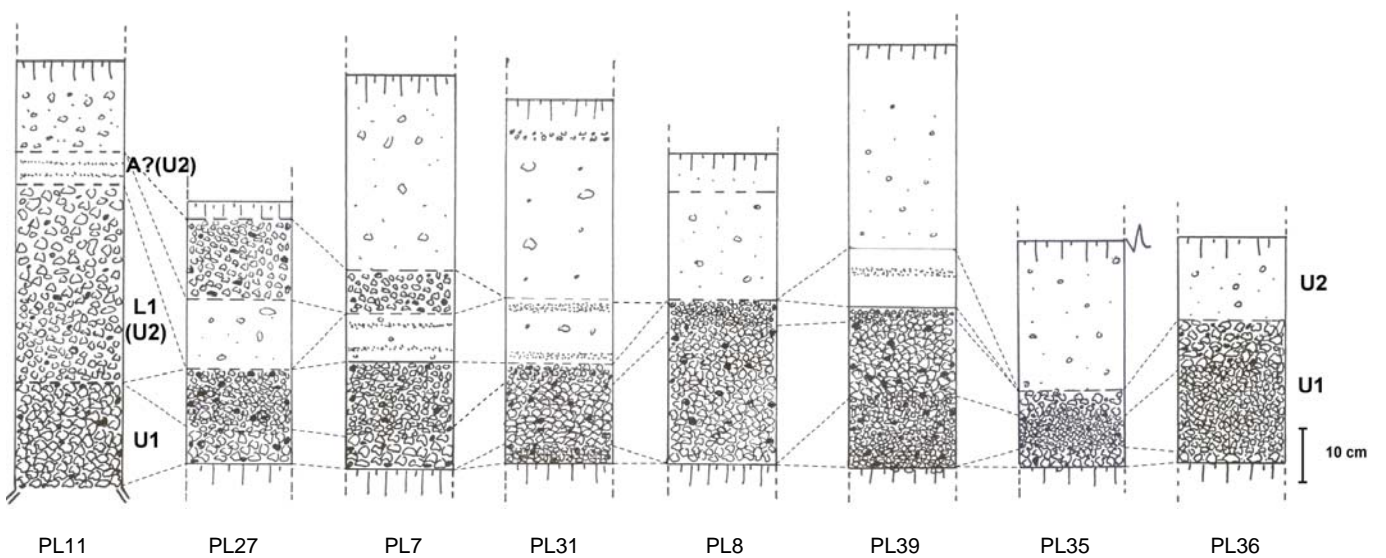 A?(U2)
L1
(U2)
U1
U2
U1
10 cm
PL11 PL27 PL7 PL31 PL8 PL39 PL35 PL36